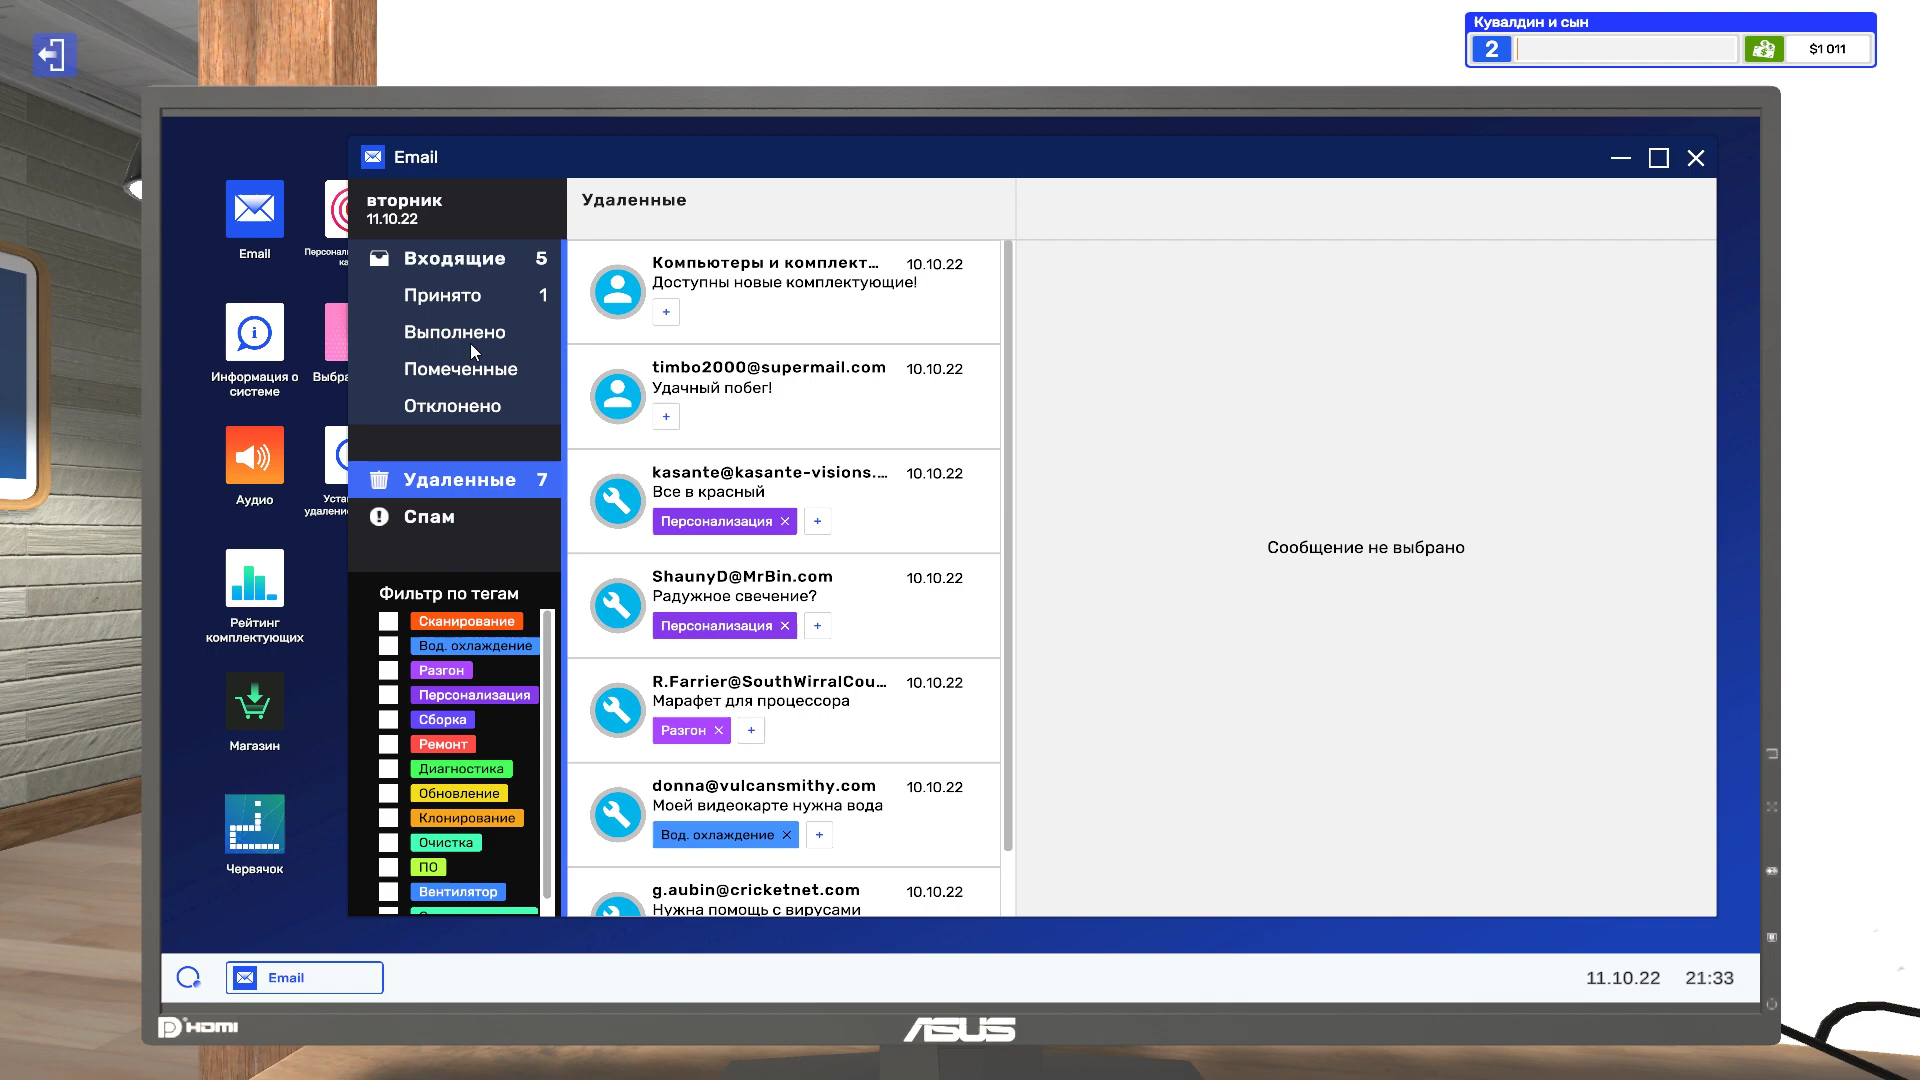 Кувалдин и сын
2
$1 011
Email
вторник
11.10.22
Входящие 5
Принято 1
Выполнено
Помеченные
Отклонено
Удаленные 7
Спам
Фильтр по тегам
Сканирование
Вод. охлаждение
Разгон
Персонализация
Сборка
Ремонт
Диагностика
Обновление
Клонирование
Очистка
ПО
Вентилятор
Удаленные
Компьютеры и комплект... 10.10.22
Доступны новые комплектующие!
+
timbo2000@supermail.com 10.10.22
Удачный побег!
+
kasante@kasante-visions.... 10.10.22
Все в красный
Персонализация × +
ShaunyD@MrBin.com 10.10.22
Радужное свечение?
Персонализация × +
R.Farrier@SouthWirralCou... 10.10.22
Марафет для процессора
Разгон × +
donna@vulcansmithy.com 10.10.22
Моей видеокарте нужна вода
Вод. охлаждение × +
g.aubin@cricketnet.com 10.10.22
Нужна помощь с вирусами
Сообщение не выбрано
Email
Персонал
ка
Информация о
системе
Выбра
Аудио
Уста
удалени
Рейтинг
комплектующих
Магазин
Червячок
Email
11.10.22 21:33
HDMI
ASUS